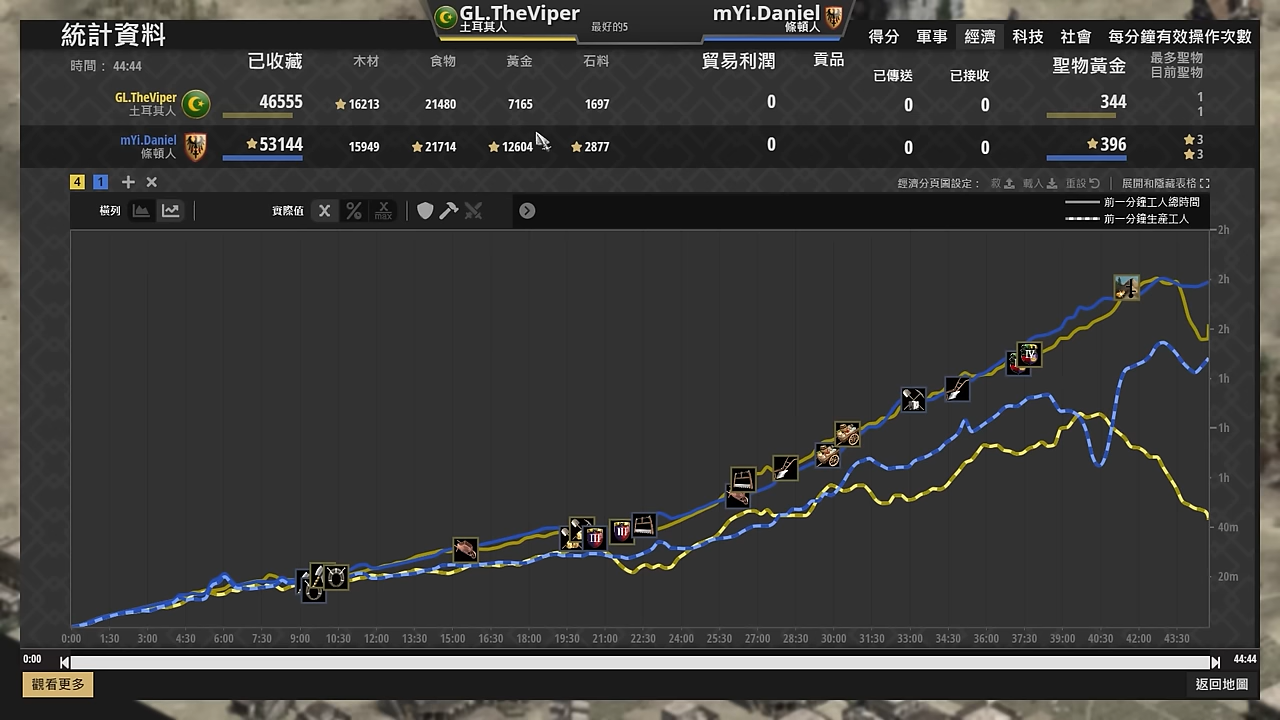 GL.TheViper
土耳其人
最好的5
mYi.Daniel
條頓人
統計資料
得分 軍事 經濟 科技 社會 每分鐘有效操作次數
時間： 44:44
已收藏 木材 食物 黃金 石料 貿易利潤 貢品 已傳送 已接收 聖物黃金 最多聖物
目前聖物
GL.TheViper
土耳其人
46555 16213 21480 7165 1697 0 0 0 344 1
1
mYi.Daniel
條頓人
53144 15949 21714 12604 2877 0 0 0 396 3
3
4 1
經濟分頁圖設定： 載入 重設 展開和隱藏表格
橫列 實際值 X % X
max
前一分鐘工人總時間
前一分鐘生產工人
2h
2h
2h
1h
1h
1h
40m
20m
IV
III
II
0:00 1:30 3:00 4:30 6:00 7:30 9:00 10:30 12:00 13:30 15:00 16:30 18:00 19:30 21:00 22:30 24:00 25:30 27:00 28:30 30:00 31:30 33:00 34:30 36:00 37:30 39:00 40:30 42:00 43:30
0:00 44:44
觀看更多 返回地圖